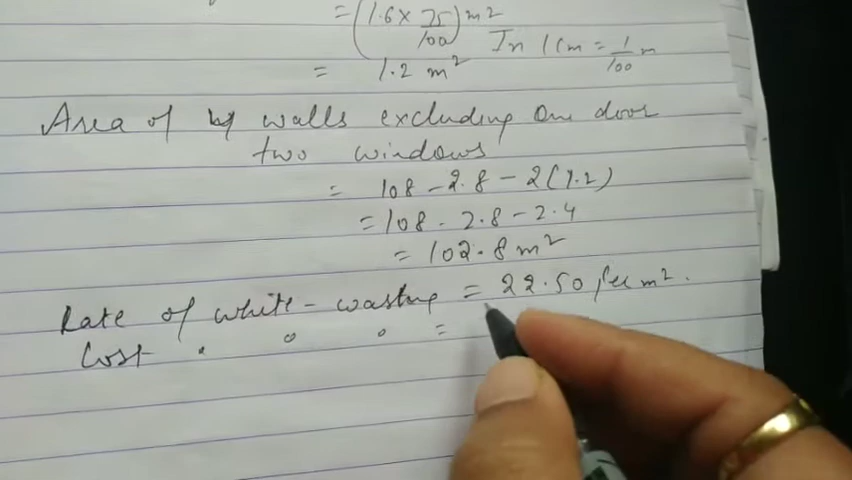 = (1.6 × 75/100) m²
In 1 Cm = 1/100 m
= 1.2 m²
Area of walls excluding One door
two windows
= 108 - 2.8 - 2(1.2)
= 108 - 2.8 - 2.4
= 102.8 m²
Rate of white-washing = 22.50 per m².
Cost " " " =